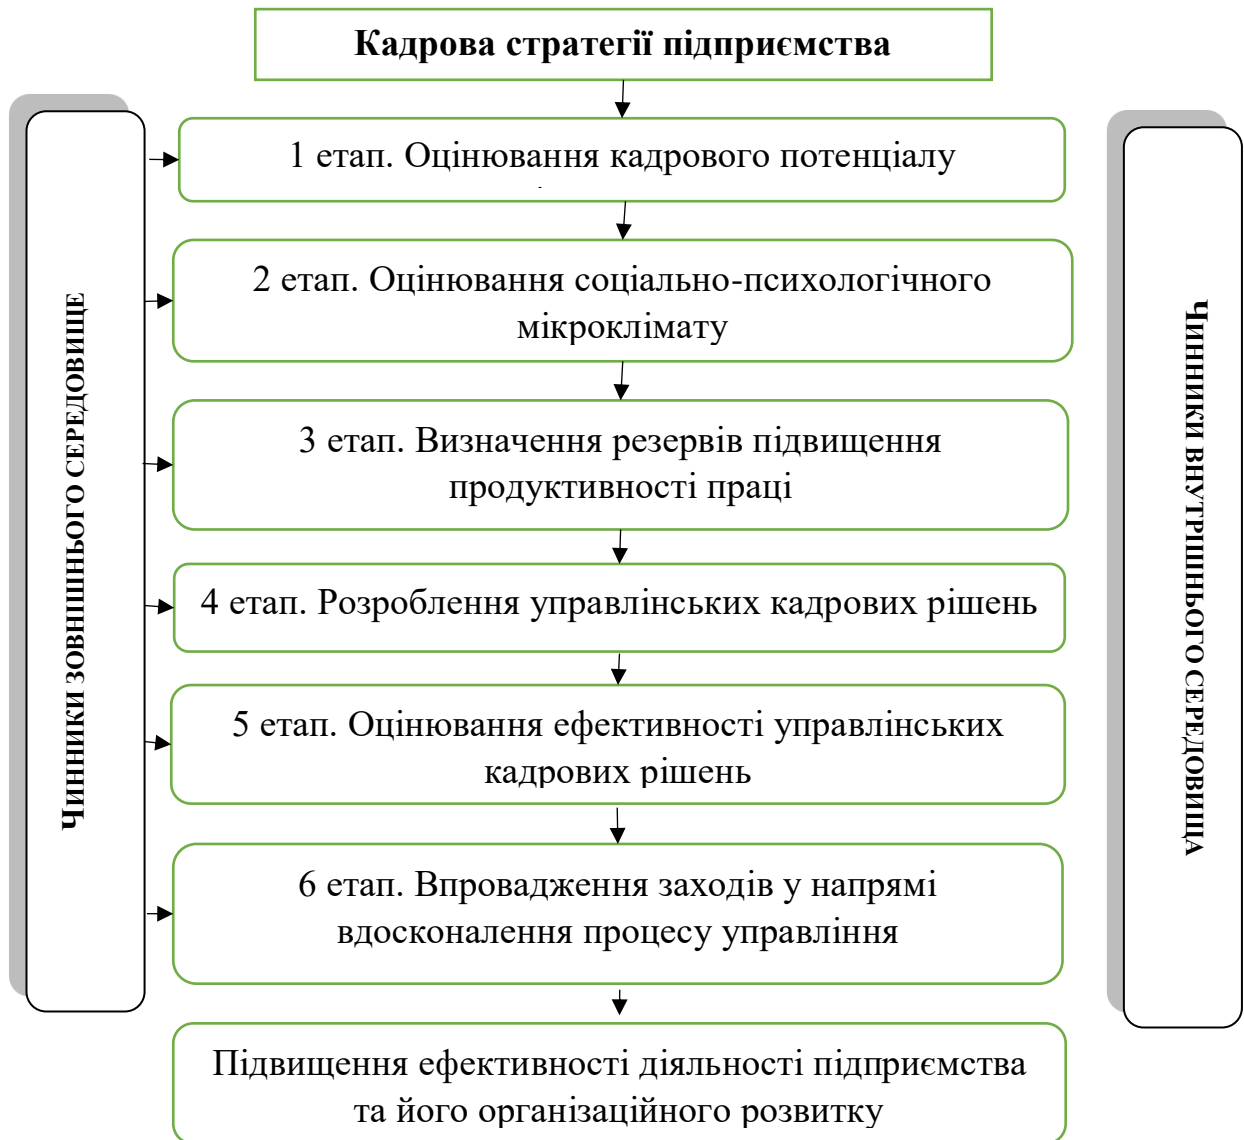 Кадрова стратегії підприємства
1 етап. Оцінювання кадрового потенціалу
2 етап. Оцінювання соціально-психологічного
мікроклімату
3 етап. Визначення резервів підвищення
продуктивності праці
4 етап. Розроблення управлінських кадрових рішень
5 етап. Оцінювання ефективності управлінських
кадрових рішень
6 етап. Впровадження заходів у напрямі
вдосконалення процесу управління
Підвищення ефективності діяльності підприємства
та його організаційного розвитку
ЧИННИКИ ЗОВНІШНЬОГО СЕРЕДОВИЩЕ
ЧИННИКИ ВНУТРІШНЬОГО СЕРЕДОВИЩА